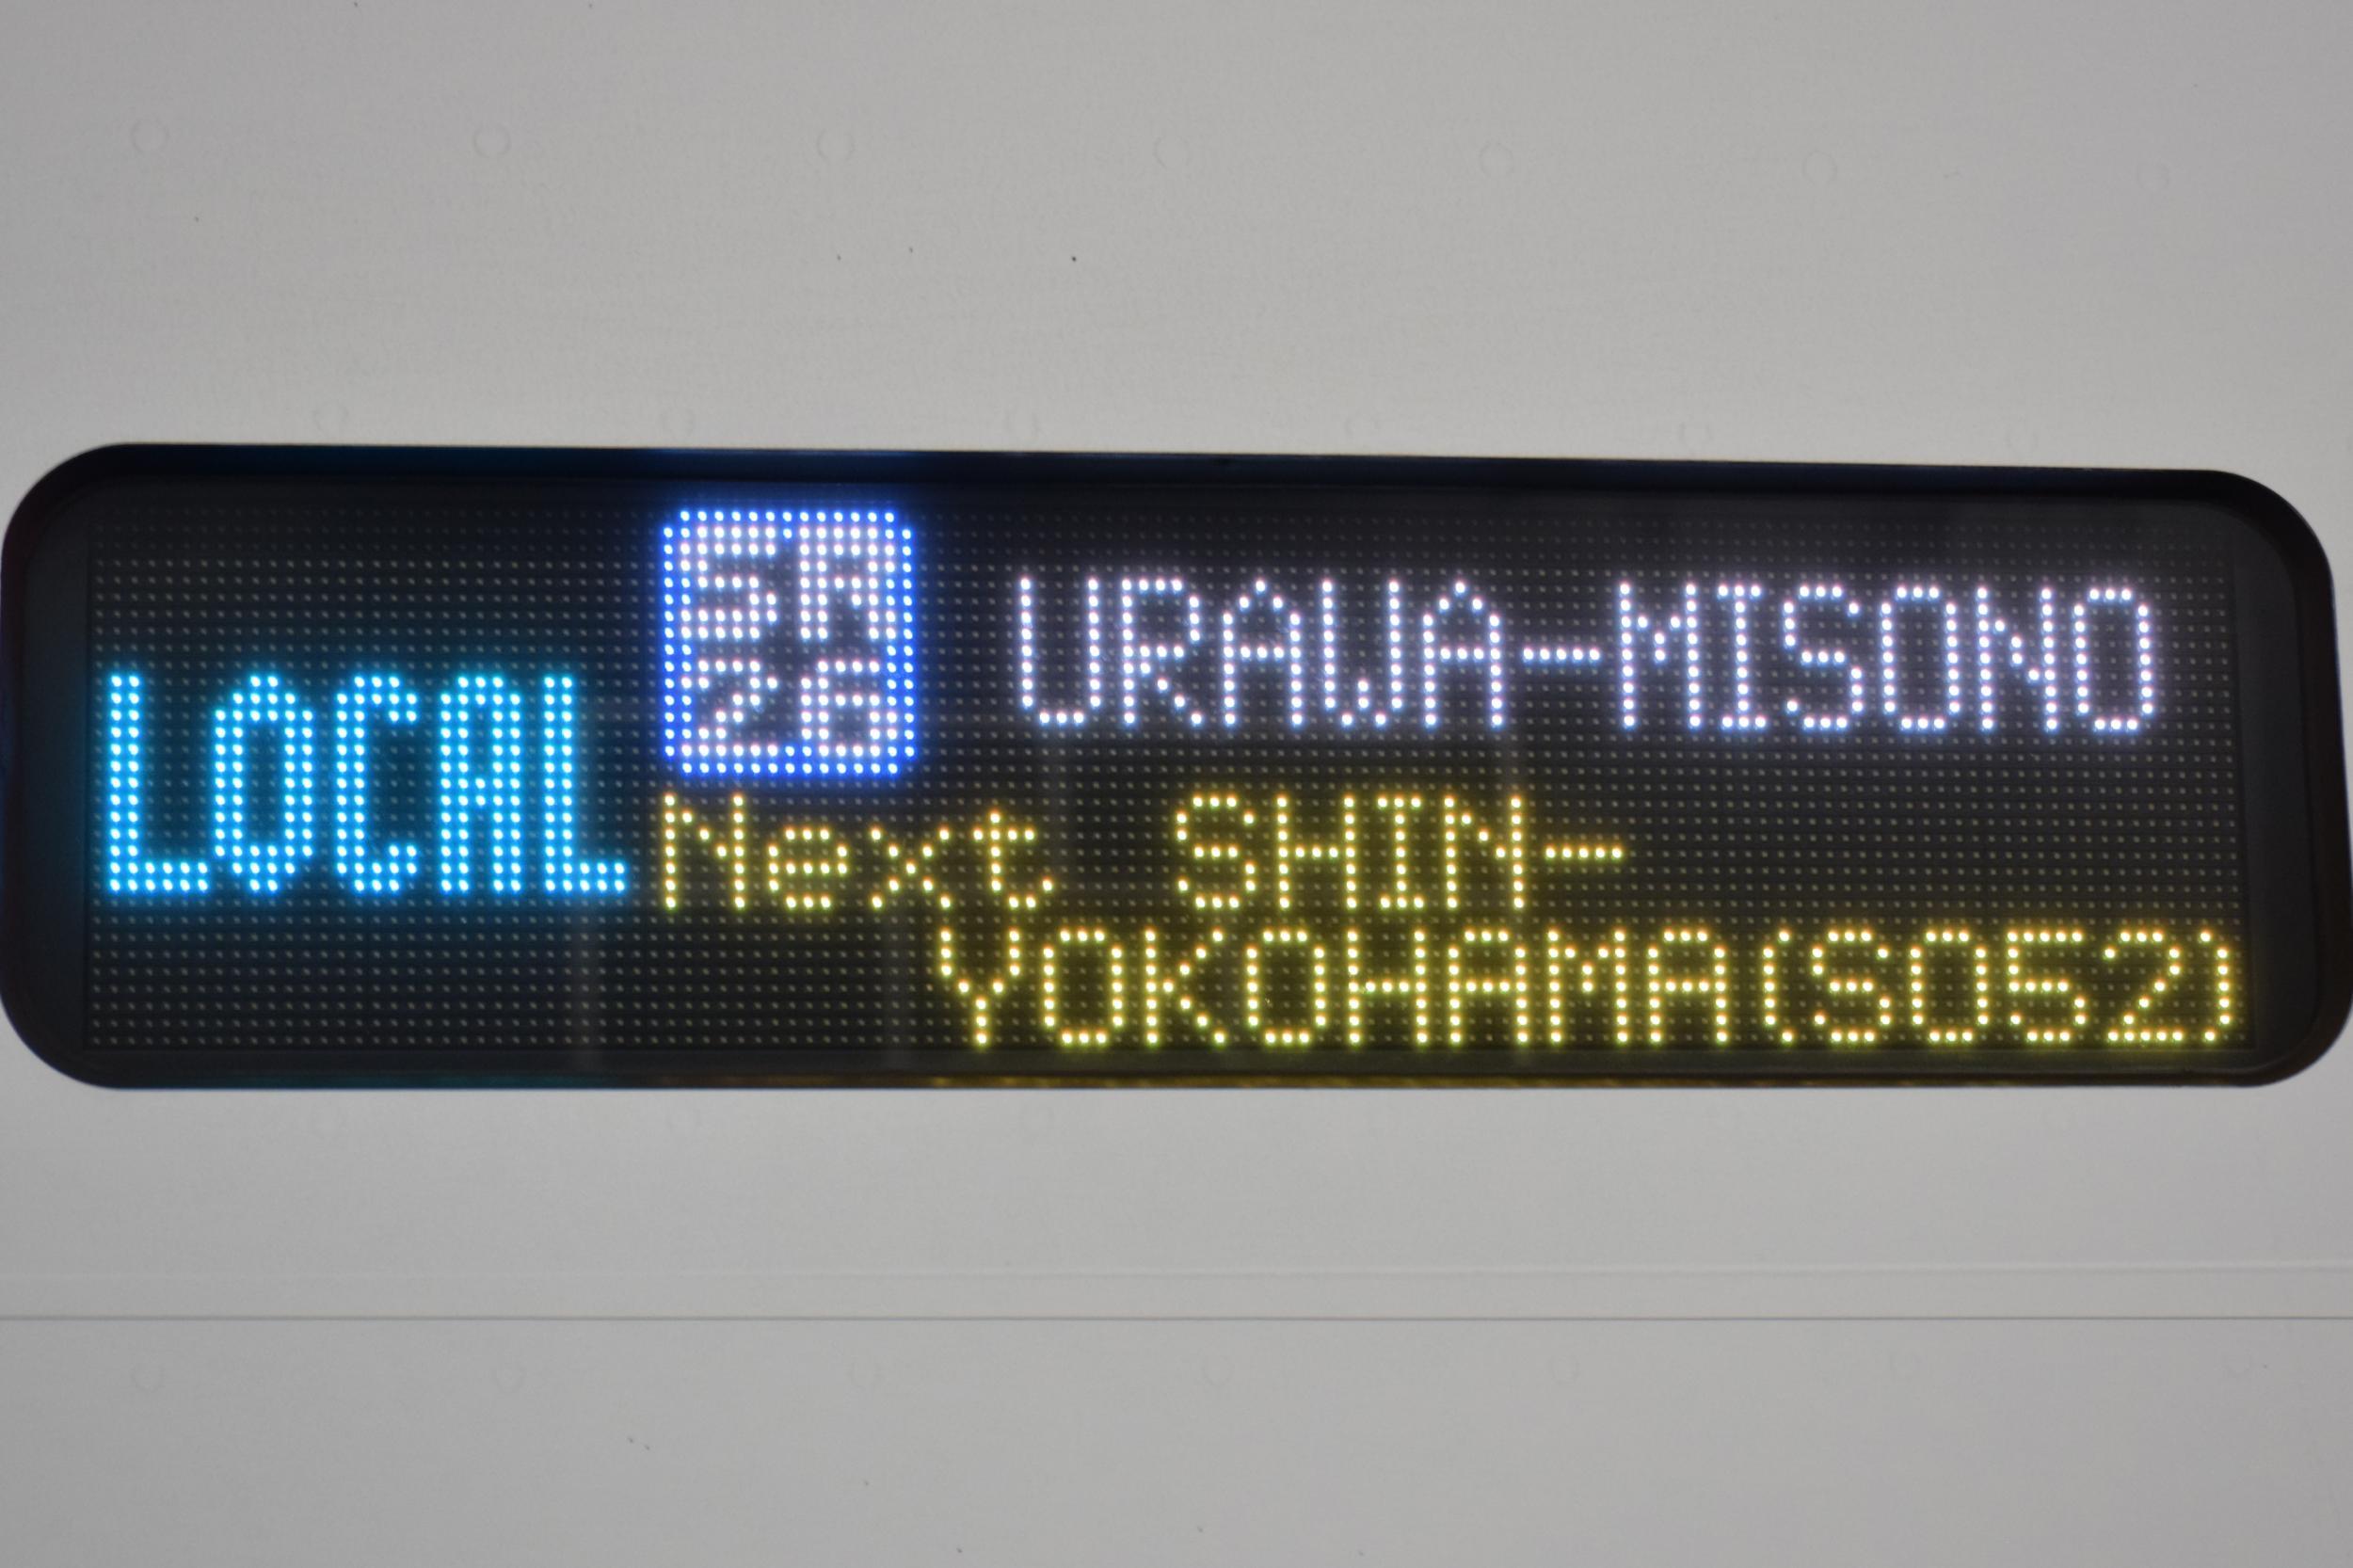 LOCAL
SR
26
URAWA-MISONO
Next SHIN-
YOKOHAMA(SO52)